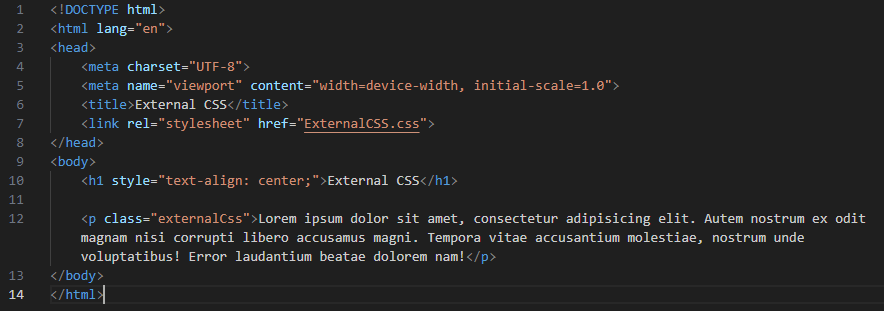 1 <!DOCTYPE html>
2 <html lang="en">
3 <head>
4     <meta charset="UTF-8">
5     <meta name="viewport" content="width=device-width, initial-scale=1.0">
6     <title>External CSS</title>
7     <link rel="stylesheet" href="ExternalCSS.css">
8 </head>
9 <body>
10     <h1 style="text-align: center;">External CSS</h1>
11
12     <p class="externalCss">Lorem ipsum dolor sit amet, consectetur adipisicing elit. Autem nostrum ex odit
    magnam nisi corrupti libero accusamus magni. Tempora vitae accusantium molestiae, nostrum unde
    voluptatibus! Error laudantium beatae dolorem nam!</p>
13 </body>
14 </html>